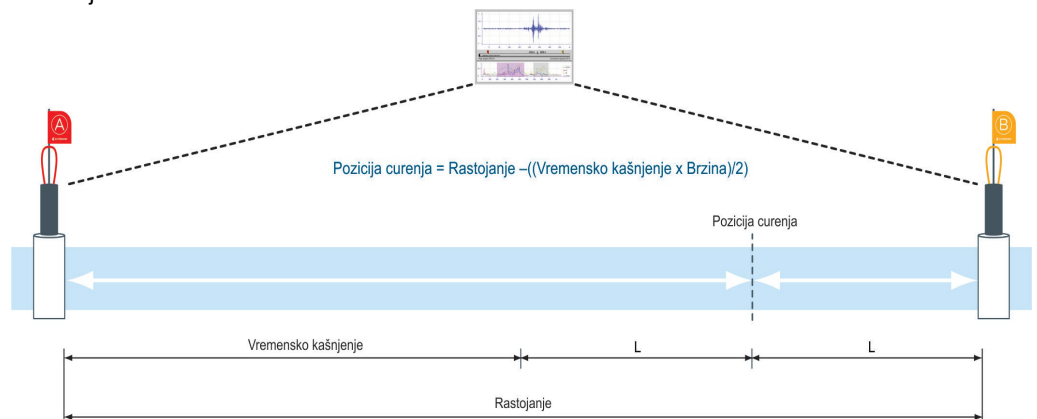 A
B
Pozicija curenja = Rastojanje –((Vremensko kašnjenje x Brzina)/2)
Pozicija curenja
Vremensko kašnjenje
L
L
Rastojanje